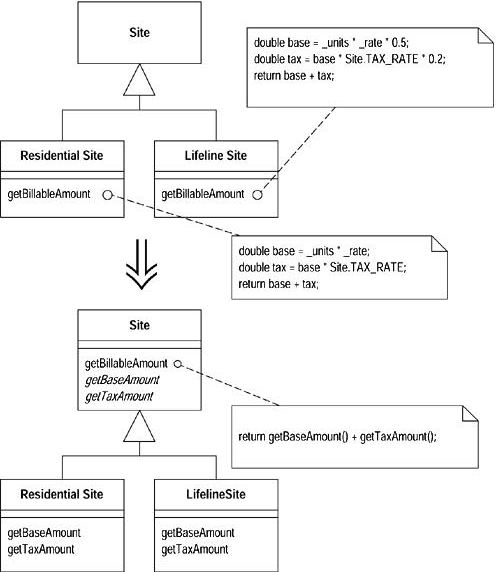 Site
double base = _units * _rate * 0.5;
double tax = base * Site.TAX_RATE * 0.2;
return base + tax;
Residential Site
Lifeline Site
getBillableAmount
getBillableAmount
double base = _units * _rate;
double tax = base * Site.TAX_RATE;
return base + tax;
Site
getBillableAmount
getBaseAmount
getTaxAmount
return getBaseAmount() + getTaxAmount();
Residential Site
LifelineSite
getBaseAmount
getTaxAmount
getBaseAmount
getTaxAmount